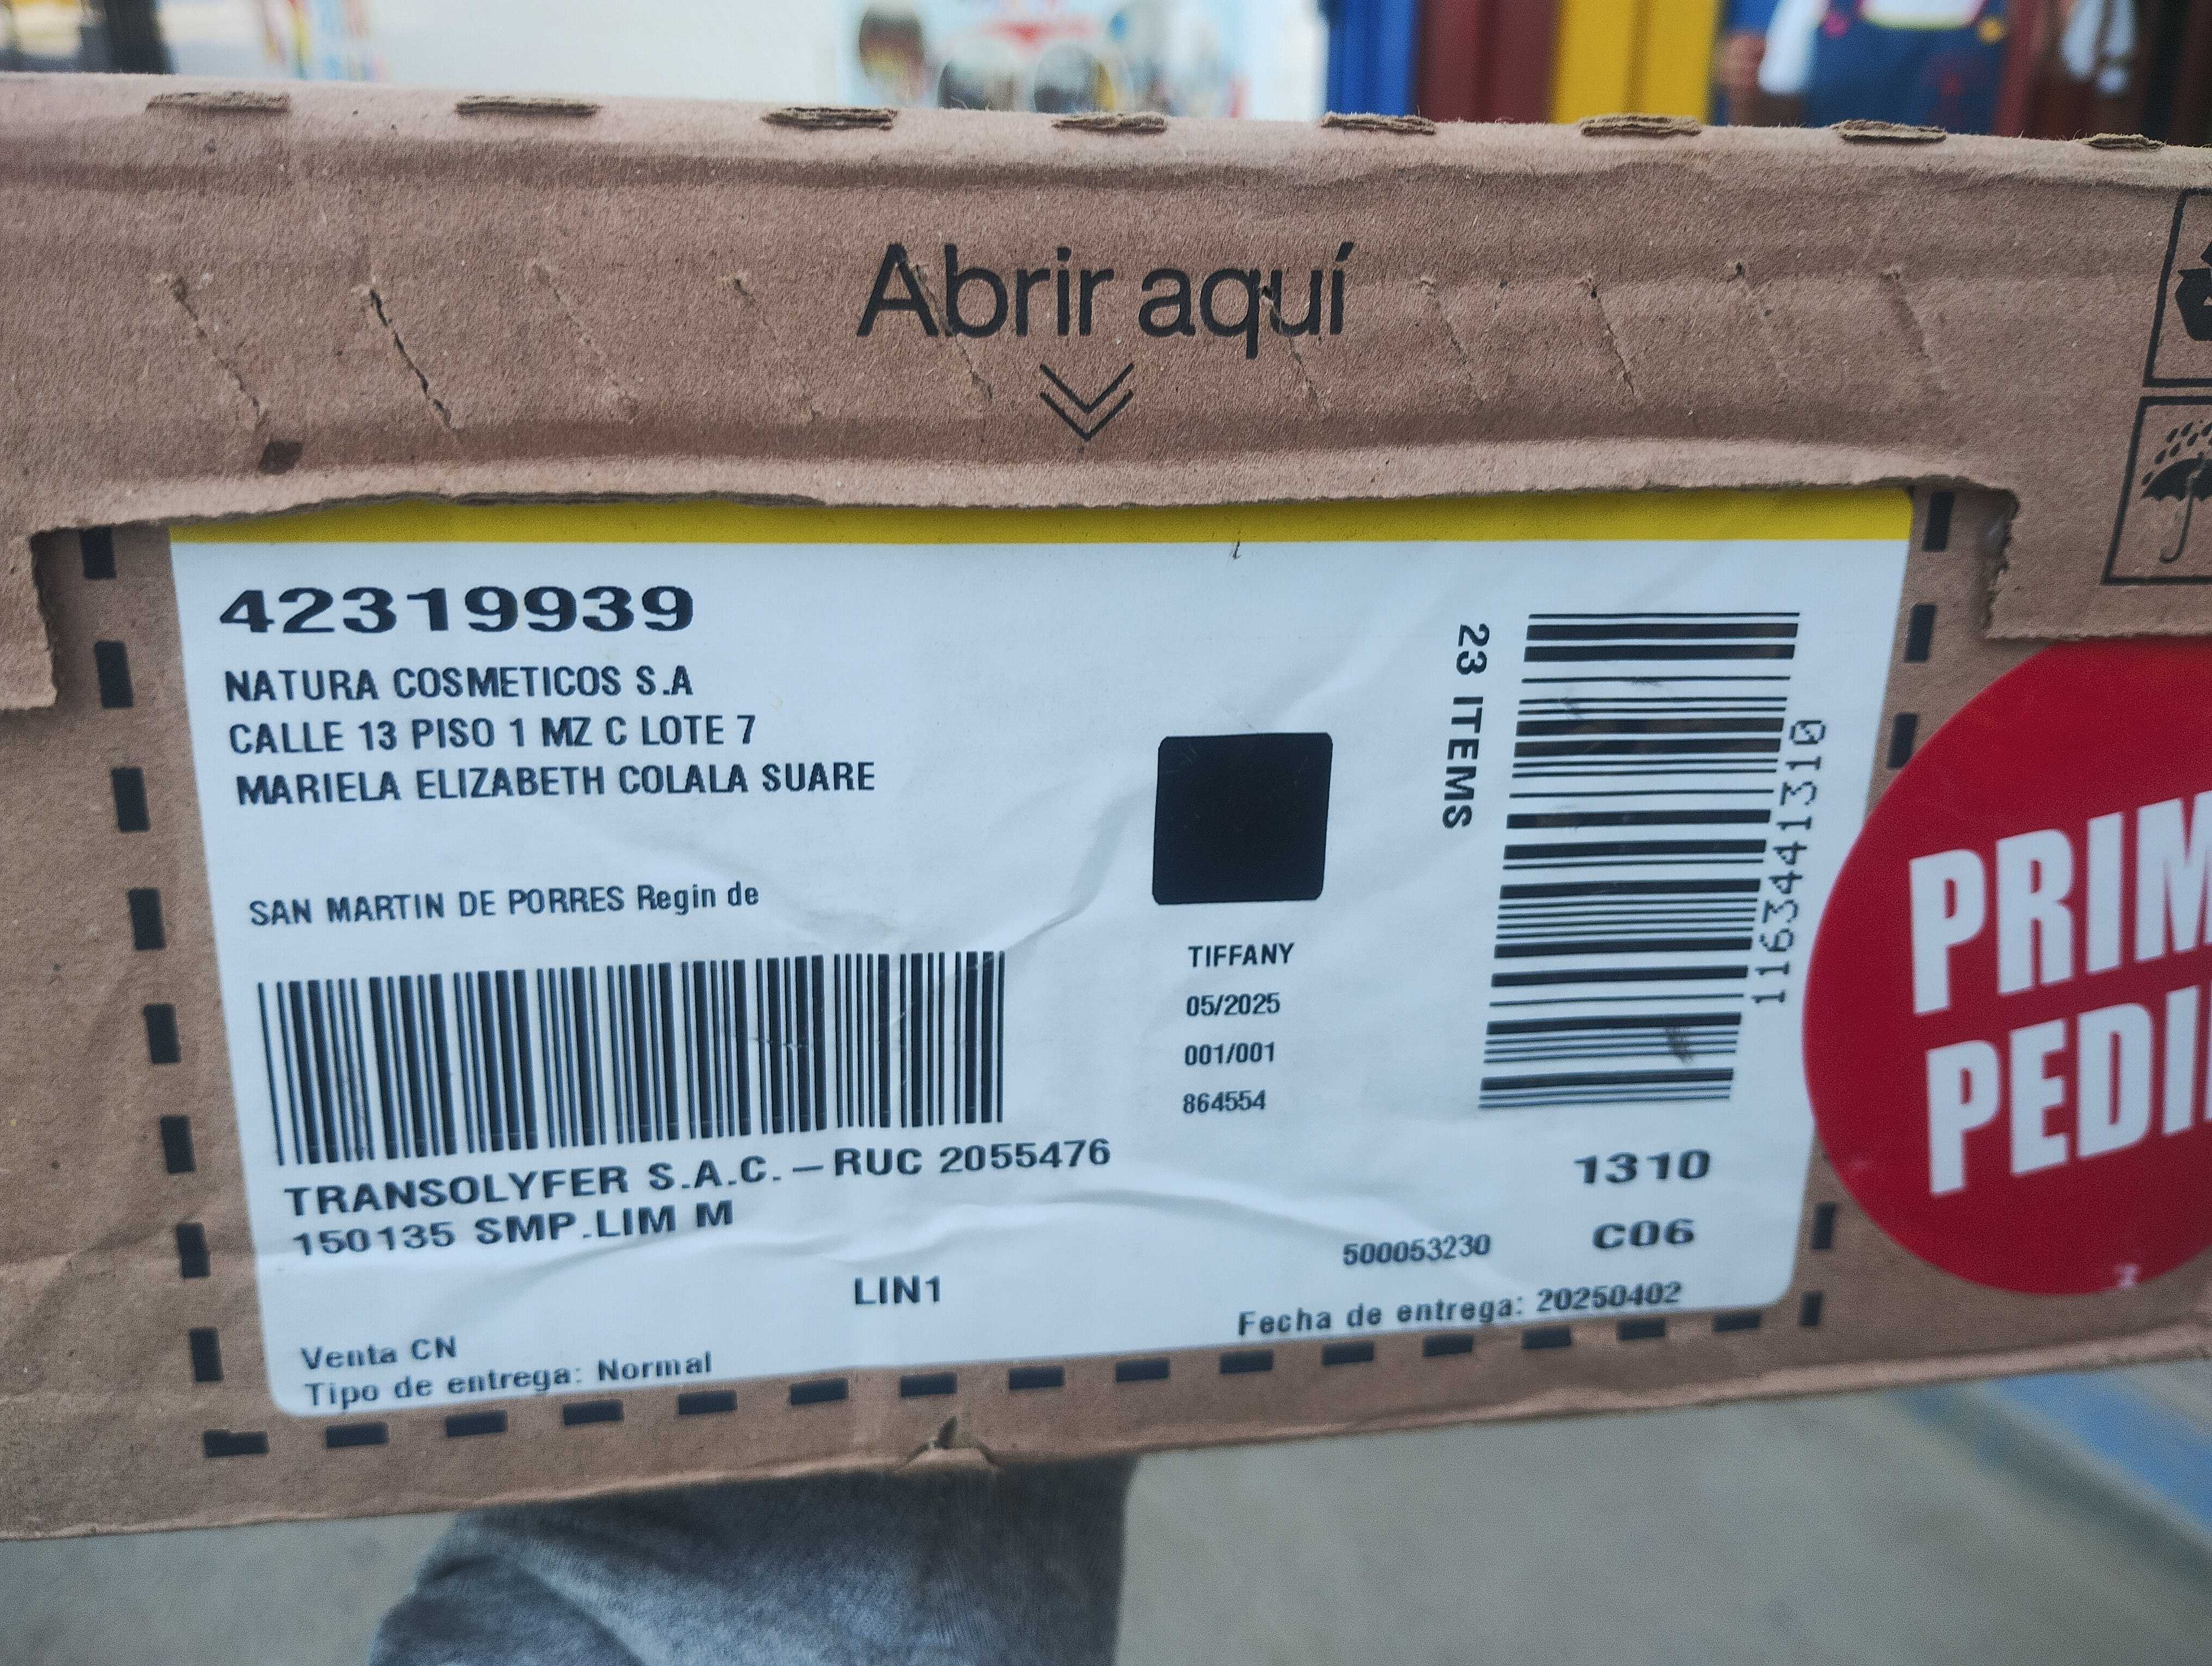 Abrir aquí
42319939
NATURA COSMETICOS S.A
CALLE 13 PISO 1 MZ C LOTE 7
MARIELA ELIZABETH COLALA SUARE
SAN MARTIN DE PORRES Regin de
TRANSOLYFER S.A.C. - RUC 2055476
150135 SMP.LIM M
LIN1
Venta CN
Tipo de entrega: Normal
TIFFANY
05/2025
001/001
864554
23 ITEMS
1163441310
1310
C06
500053230
Fecha de entrega: 20250402
PRIM
PEDI